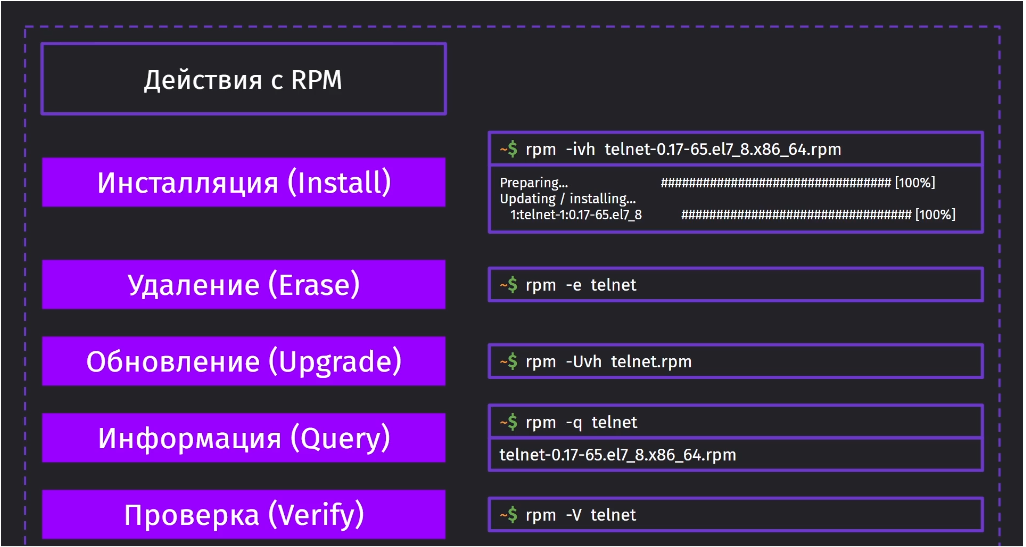 Действия с RPM
Инсталляция (Install)
~$ rpm -ivh telnet-0.17-65.el7_8.x86_64.rpm
Preparing... ################################# [100%]
Updating / installing...
1:telnet-1:0.17-65.el7_8 ################################# [100%]
Удаление (Erase)
~$ rpm -e telnet
Обновление (Upgrade)
~$ rpm -Uvh telnet.rpm
Информация (Query)
~$ rpm -q telnet
telnet-0.17-65.el7_8.x86_64.rpm
Проверка (Verify)
~$ rpm -V telnet